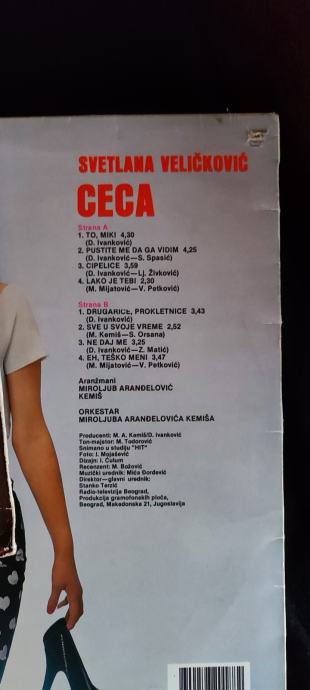 SVETLANA VELIČKOVIĆ
CECA
Strana A
1. TO, MIKI 4,30
(D. Ivanković)
2. PUSTITE ME DA GA VIDIM 4,25
(D. Ivanković—S. Spasić)
3. CIPELICE 3,59
(D. Ivanković—Lj. Živković)
4. LAKO JE TEBI 2,30
(M. Mijatović—V. Petković)
Strana B
1. DRUGARICE, PROKLETNICE 3,43
(D. Ivanković)
2. SVE U SVOJE VREME 2,52
(M. Kemiš—S. Orsana)
3. NE DAJ ME 3,25
(D. Ivanković—Z. Matić)
4. EH, TEŠKO MENI 3,47
(M. Mijatović—V. Petković)
Aranžmani
MIROLJUB ARANĐELOVIĆ
KEMIŠ
ORKESTAR
MIROLJUBA ARANĐELOVIĆA KEMIŠA
Producenti: M. A. Kemiš/D. Ivanković
Ton-majstor: M. Todorović
Snimano u studiju "HIT"
Foto: I. Mojašević
Dizajn: I. Ćulum
Recenzent: M. Božović
Muzički urednik: Mića Đorđević
Direktor—glavni urednik:
Stanko Terzić
Radio-televizija Beograd,
Produkcija gramofonskih ploča,
Beograd, Makedonska 21, Jugoslavija